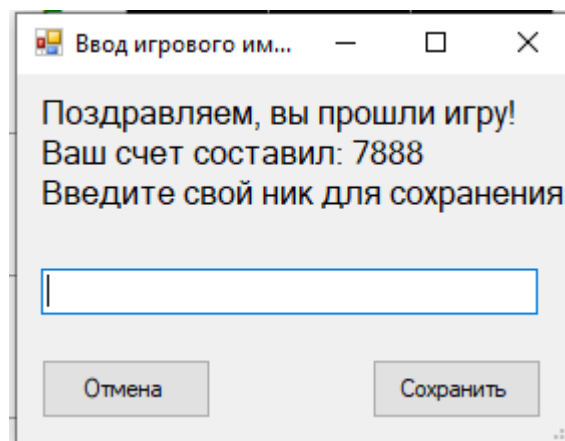 Ввод игрового им...
Поздравляем, вы прошли игру!
Ваш счет составил: 7888
Введите свой ник для сохранения
Отмена
Сохранить